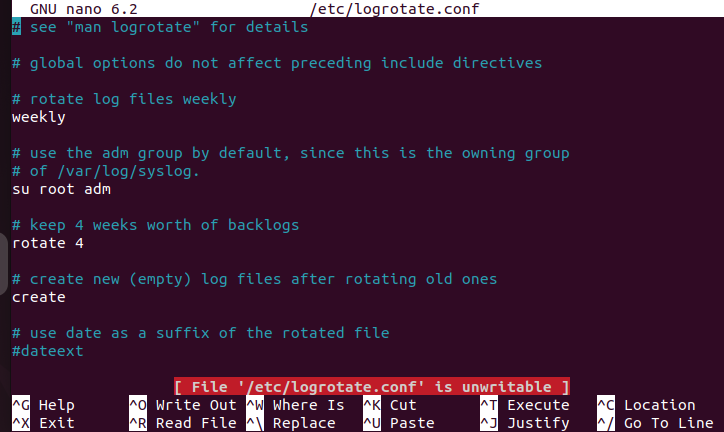 GNU nano 6.2 /etc/logrotate.conf
# see "man logrotate" for details
# global options do not affect preceding include directives
# rotate log files weekly
weekly
# use the adm group by default, since this is the owning group
# of /var/log/syslog.
su root adm
# keep 4 weeks worth of backlogs
rotate 4
# create new (empty) log files after rotating old ones
create
# use date as a suffix of the rotated file
#dateext
[ File '/etc/logrotate.conf' is unwritable ]
^G Help ^O Write Out ^W Where Is ^K Cut ^T Execute ^C Location
^X Exit ^R Read File ^\ Replace ^U Paste ^J Justify ^/ Go To Line